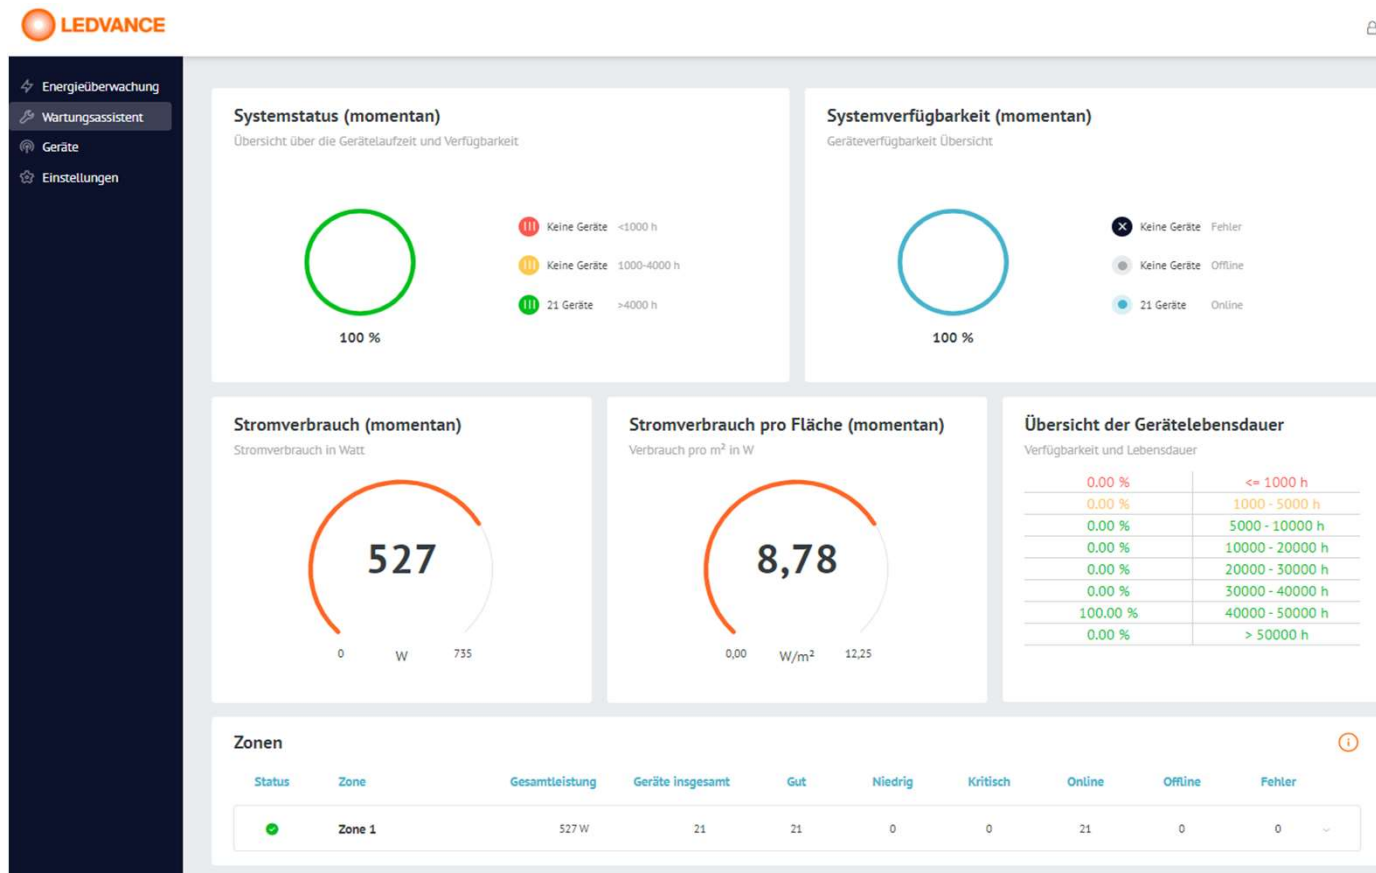 LEDVANCE
Energieüberwachung
Wartungsassistent
Geräte
Einstellungen
Systemstatus (momentan)
Übersicht über die Gerätelaufzeit und Verfügbarkeit
Keine Geräte <1000 h
Keine Geräte 1000-4000 h
21 Geräte >4000 h
100 %
Systemverfügbarkeit (momentan)
Geräteverfügbarkeit Übersicht
Keine Geräte Fehler
Keine Geräte Offline
21 Geräte Online
100 %
Stromverbrauch (momentan)
Stromverbrauch in Watt
527
0 W 735
Stromverbrauch pro Fläche (momentan)
Verbrauch pro m² in W
8,78
0,00 W/m² 12,25
Übersicht der Gerätelebensdauer
Verfügbarkeit und Lebensdauer
0.00 % <= 1000 h
0.00 % 1000 - 5000 h
0.00 % 5000 - 10000 h
0.00 % 10000 - 20000 h
0.00 % 20000 - 30000 h
0.00 % 30000 - 40000 h
100.00 % 40000 - 50000 h
0.00 % > 50000 h
Zonen
Status Zone Gesamtleistung Geräte insgesamt Gut Niedrig Kritisch Online Offline Fehler
Zone 1 527 W 21 21 0 0 21 0 0